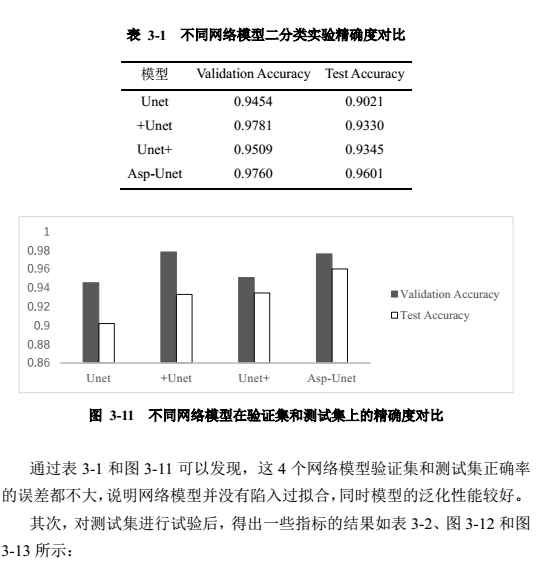 表 3-1 不同网络模型二分类实验精确度对比
模型 Validation Accuracy Test Accuracy
Unet 0.9454 0.9021
+Unet 0.9781 0.9330
Unet+ 0.9509 0.9345
Asp-Unet 0.9760 0.9601
1
0.98
0.96
0.94
0.92
0.9
0.88
0.86
Unet +Unet Unet+ Asp-Unet
Validation Accuracy
Test Accuracy
图 3-11 不同网络模型在验证集和测试集上的精确度对比
通过表 3-1 和图 3-11 可以发现，这 4 个网络模型验证集和测试集正确率
的误差都不大，说明网络模型并没有陷入过拟合，同时模型的泛化性能较好。
其次，对测试集进行试验后，得出一些指标的结果如表 3-2、图 3-12 和图
3-13 所示：